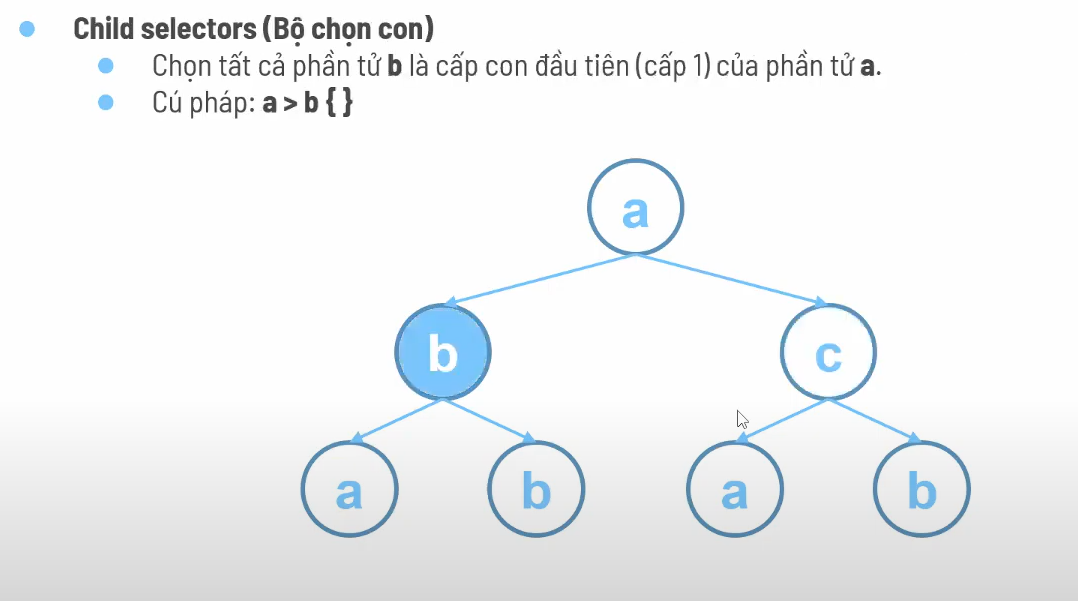 Child selectors (Bộ chọn con)
Chọn tất cả phần tử b là cấp con đầu tiên (cấp 1) của phần tử a.
Cú pháp: a > b { }
a
b c
a b a b